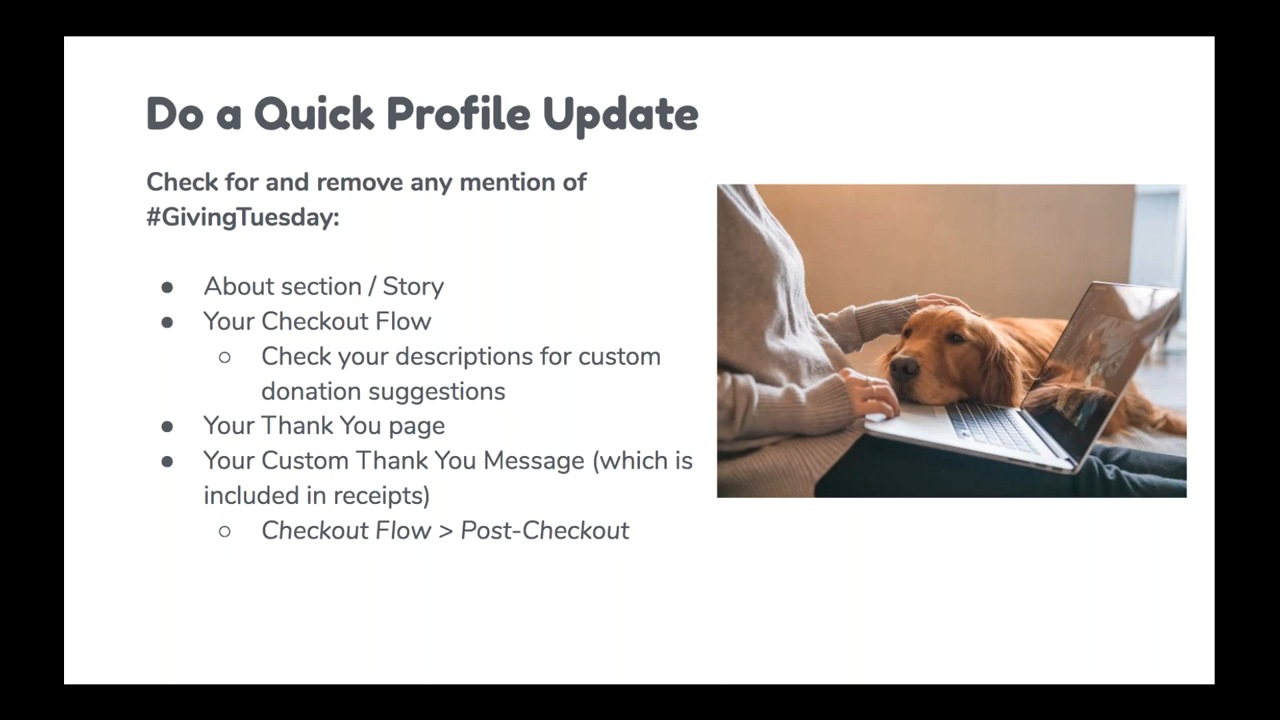 Do a Quick Profile Update
Check for and remove any mention of
#GivingTuesday:
● About section / Story
● Your Checkout Flow
○ Check your descriptions for custom
donation suggestions
● Your Thank You page
● Your Custom Thank You Message (which is
included in receipts)
○ Checkout Flow > Post-Checkout